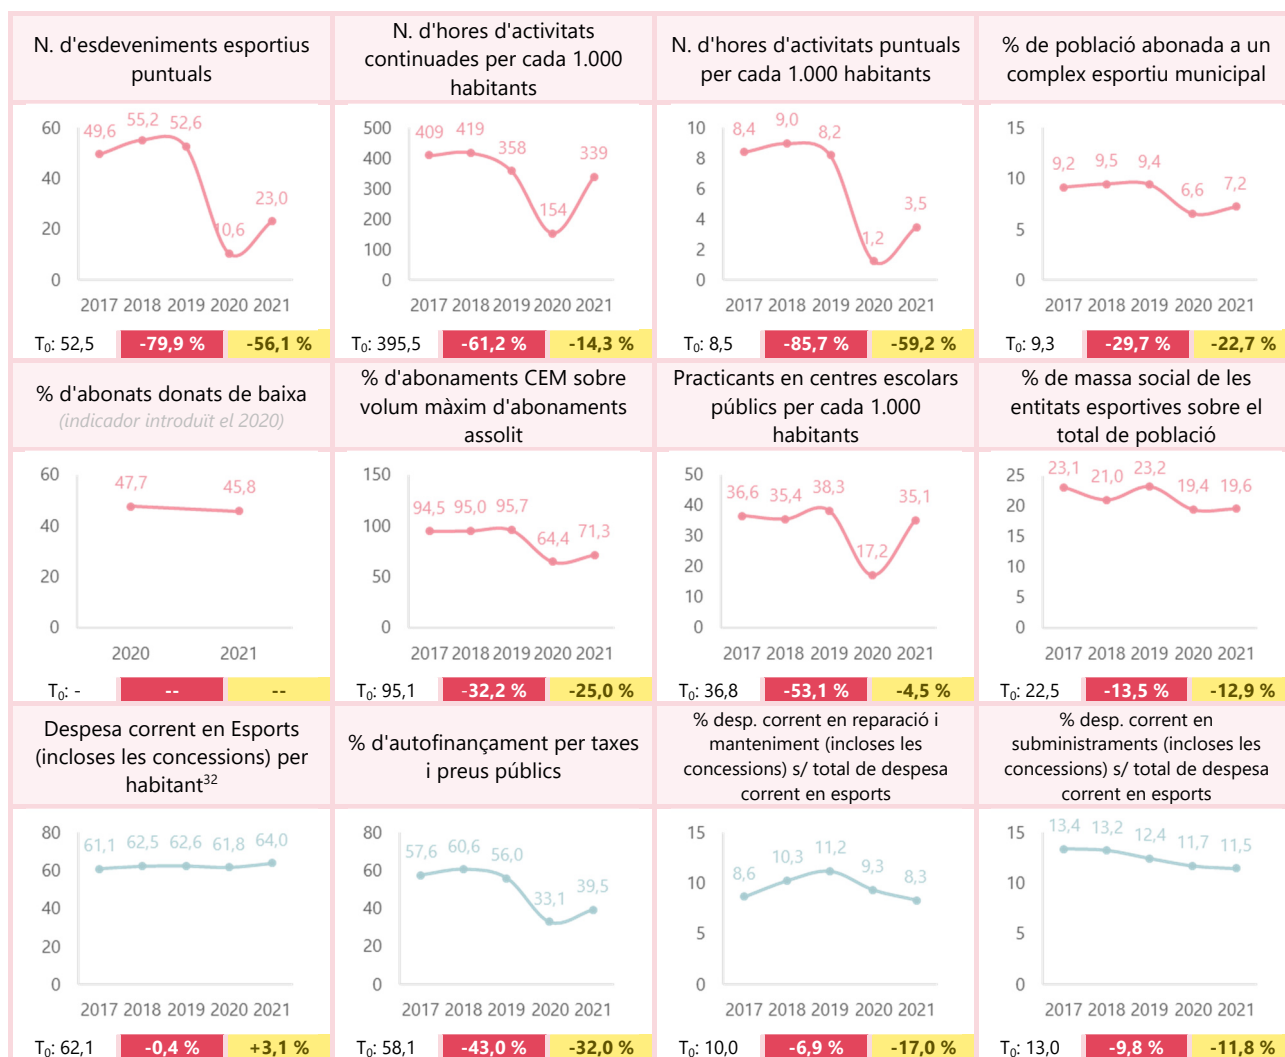 N. d'esdeveniments esportius
puntuals
N. d'hores d'activitats
continuades per cada 1.000
habitants
N. d'hores d'activitats puntuals
per cada 1.000 habitants
% de població abonada a un
complex esportiu municipal
60
40
20
0
49,6
55,2
52,6
10,6
23,0
2017 2018 2019 2020 2021
500
400
300
200
100
0
409
419
358
154
339
2017 2018 2019 2020 2021
10
8
6
4
2
0
8,4
9,0
8,2
1,2
3,5
2017 2018 2019 2020 2021
15
10
5
0
9,2
9,5
9,4
6,6
7,2
2017 2018 2019 2020 2021
T₀: 52,5 -79,9 % -56,1 %
T₀: 395,5 -61,2 % -14,3 %
T₀: 8,5 -85,7 % -59,2 %
T₀: 9,3 -29,7 % -22,7 %
% d'abonats donats de baixa
(indicador introduït el 2020)
% d'abonaments CEM sobre
volum màxim d'abonaments
assolit
Practicants en centres escolars
públics per cada 1.000
habitants
% de massa social de les
entitats esportives sobre el
total de població
60
40
20
0
47,7
45,8
2020 2021
150
100
50
0
94,5
95,0
95,7
64,4
71,3
2017 2018 2019 2020 2021
50
40
30
20
10
0
36,6
35,4
38,3
17,2
35,1
2017 2018 2019 2020 2021
25
20
15
10
5
0
23,1
21,0
23,2
19,4
19,6
2017 2018 2019 2020 2021
T₀: - -- --
T₀: 95,1 -32,2 % -25,0 %
T₀: 36,8 -53,1 % -4,5 %
T₀: 22,5 -13,5 % -12,9 %
Despesa corrent en Esports
(incloses les concessions) per
habitant³²
% d'autofinançament per taxes
i preus públics
% desp. corrent en reparació i
manteniment (incloses les
concessions) s/ total de despesa
corrent en esports
% desp. corrent en
subministraments (incloses les
concessions) s/ total de despesa
corrent en esports
80
60
40
20
0
61,1
62,5
62,6
61,8
64,0
2017 2018 2019 2020 2021
80
60
40
20
0
57,6
60,6
56,0
33,1
39,5
2017 2018 2019 2020 2021
15
10
5
0
8,6
10,3
11,2
9,3
8,3
2017 2018 2019 2020 2021
15
10
5
0
13,4
13,2
12,4
11,7
11,5
2017 2018 2019 2020 2021
T₀: 62,1 -0,4 % +3,1 %
T₀: 58,1 -43,0 % -32,0 %
T₀: 10,0 -6,9 % -17,0 %
T₀: 13,0 -9,8 % -11,8 %